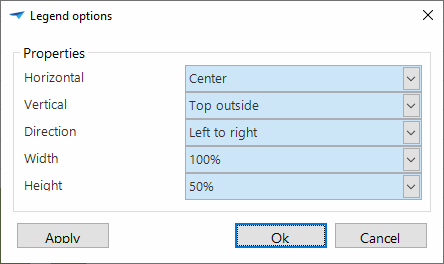 Legend options
Properties
Horizontal Center
Vertical Top outside
Direction Left to right
Width 100%
Height 50%
Apply Ok Cancel